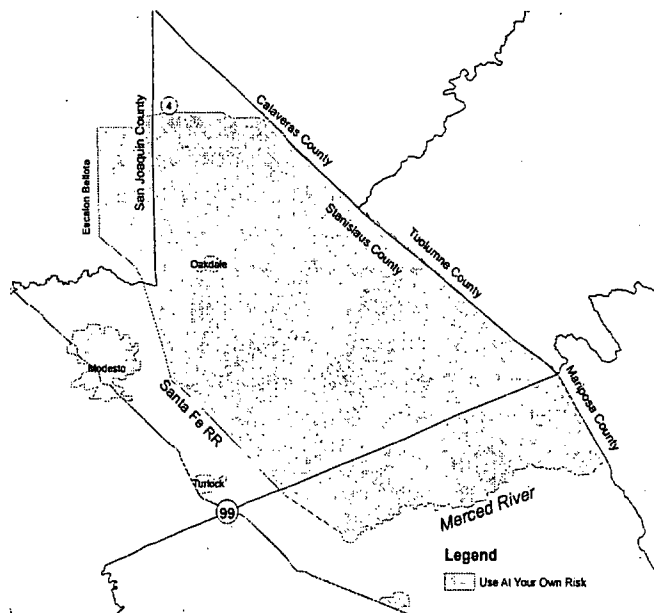 4
Calaveras County
San Joaquin County
Escalon Bellota
Stanislaus County
Tuolumne County
Oakdale
Modesto
Mariposa County
Santa Fe RR
Turlock
99
Merced River
Legend
Use At Your Own Risk